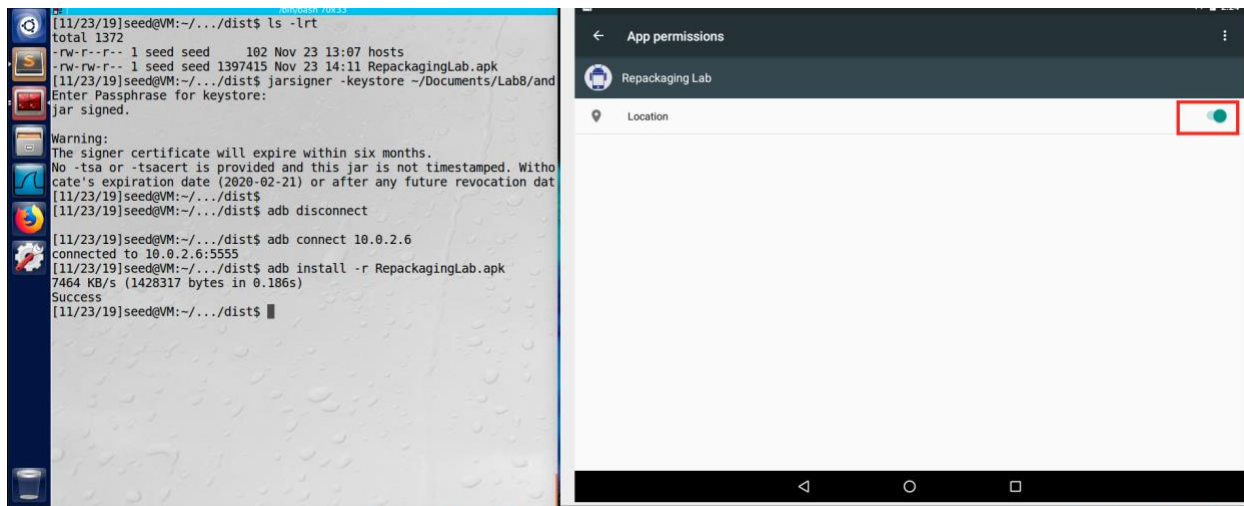 /bin/bash 70x33
[11/23/19]seed@VM:~/.../dist$ ls -lrt
total 1372
-rw-r--r-- 1 seed seed     102 Nov 23 13:07 hosts
-rw-rw-r-- 1 seed seed 1397415 Nov 23 14:11 RepackagingLab.apk
[11/23/19]seed@VM:~/.../dist$ jarsigner -keystore ~/Documents/Lab8/and
Enter Passphrase for keystore:
jar signed.
Warning:
The signer certificate will expire within six months.
No -tsa or -tsacert is provided and this jar is not timestamped. Witho
cate's expiration date (2020-02-21) or after any future revocation dat
[11/23/19]seed@VM:~/.../dist$
[11/23/19]seed@VM:~/.../dist$ adb disconnect
[11/23/19]seed@VM:~/.../dist$ adb connect 10.0.2.6
connected to 10.0.2.6:5555
[11/23/19]seed@VM:~/.../dist$ adb install -r RepackagingLab.apk
7464 KB/s (1428317 bytes in 0.186s)
Success
[11/23/19]seed@VM:~/.../dist$
App permissions
Repackaging Lab
Location